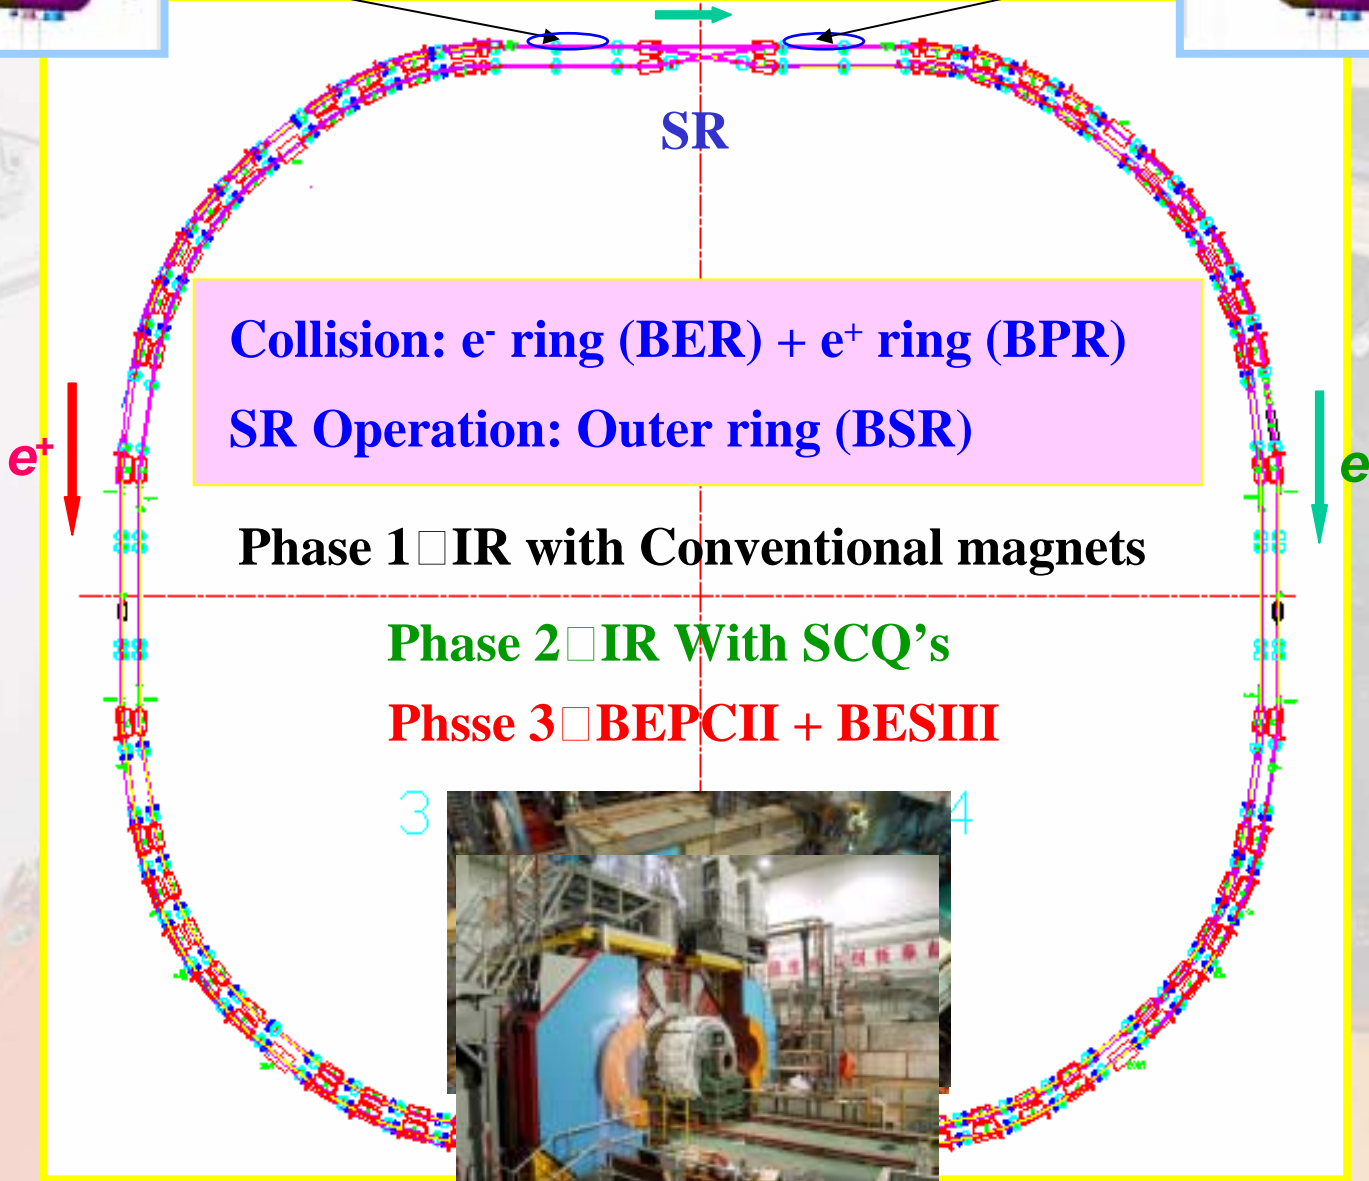 SR
Collision: e- ring (BER) + e+ ring (BPR)
SR Operation: Outer ring (BSR)
e+
e
Phase 1□IR with Conventional magnets
Phase 2□IR With SCQ’s
Phsse 3□BEPCII + BESIII
3
4